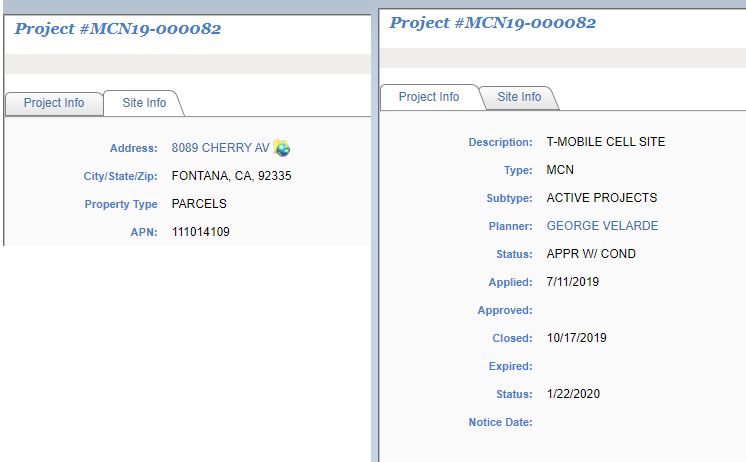 Project #MCN19-000082
Project Info
Site Info
Address: 8089 CHERRY AV
City/State/Zip: FONTANA, CA, 92335
Property Type PARCELS
APN: 111014109
Project #MCN19-000082
Project Info
Site Info
Description: T-MOBILE CELL SITE
Type: MCN
Subtype: ACTIVE PROJECTS
Planner: GEORGE VELARDE
Status: APPR W/ COND
Applied: 7/11/2019
Approved:
Closed: 10/17/2019
Expired:
Status: 1/22/2020
Notice Date: